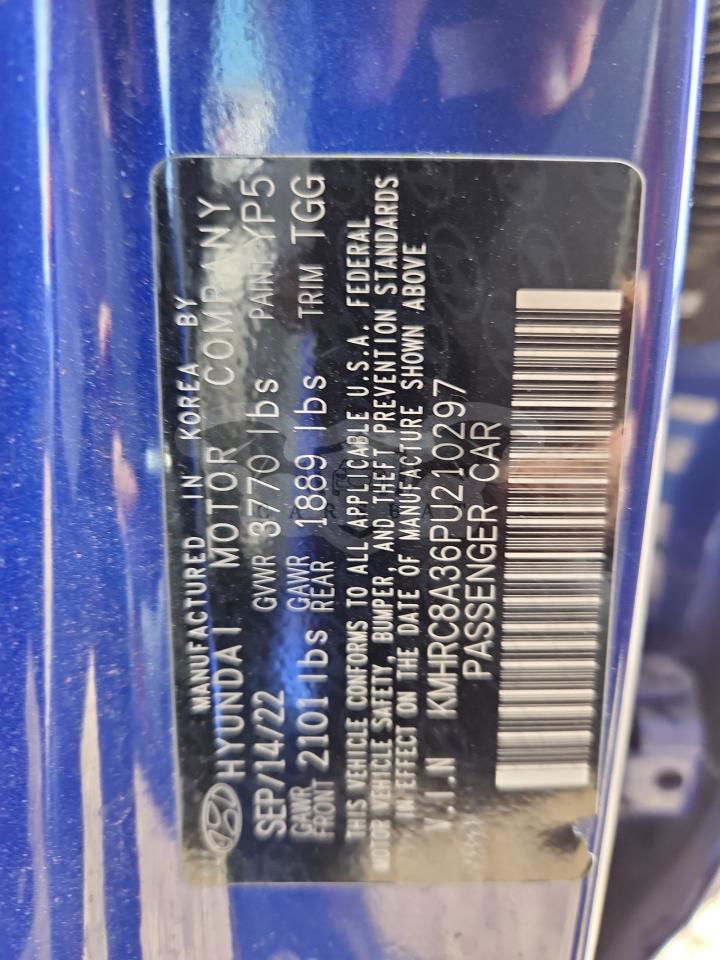 MANUFACTURED IN KOREA BY
HYUNDAI MOTOR COMPANY
SEP/14/22 GVWR 3770 lbs PAINT YP5
GAWR FRONT 2101 lbs GAWR REAR 1889 lbs TRIM TGG
THIS VEHICLE CONFORMS TO ALL APPLICABLE U.S.A. FEDERAL
MOTOR VEHICLE SAFETY, BUMPER, AND THEFT PREVENTION STANDARDS
IN EFFECT ON THE DATE OF MANUFACTURE SHOWN ABOVE
V.I.N KMHRC8A36PU210297
PASSENGER CAR